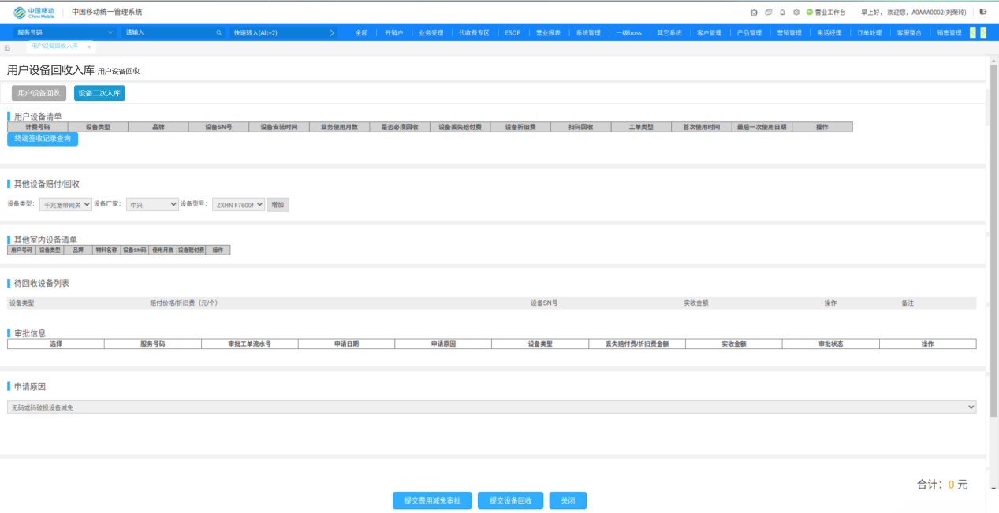 中国移动 China Mobile 中国移动统一管理系统 营业工作台 早上好, 欢迎您, A0AAA0002(刘荣玲)
服务号码 请输入 快速转入(Alt+2) 全部 开销户 业务受理 代收费专区 ESOP 营业报表 系统管理 一级boss 其它系统 客户管理 产品管理 营销管理 电话经理 订单处理 客服整合 销售管理
用户设备回收入库 x
用户设备回收入库 用户设备回收
用户设备回收 设备二次入库
用户设备清单
计费号码 设备类型 品牌 设备SN号 设备安装时间 业务使用月数 是否必须回收 设备丢失赔付费 设备折旧费 扫码回收 工单类型 首次使用时间 最后一次使用日期 操作
终端签收记录查询
其他设备赔付/回收
设备类型: 千兆宽带网关 设备厂家: 中兴 设备型号: ZXHN F7600 增加
其他室内设备清单
用户号码 设备类型 品牌 物料名称 设备SN码 使用月数 设备赔付费 操作
待回收设备列表
设备类型 赔付价格/折旧费（元/个） 设备SN号 实收金额 操作 备注
审批信息
选择 服务号码 审批工单流水号 申请日期 申请原因 设备类型 丢失赔付费/折旧费金额 实收金额 审批状态 操作
申请原因
无码或码破损设备减免
合计: 0 元
提交费用减免审批 提交设备回收 关闭